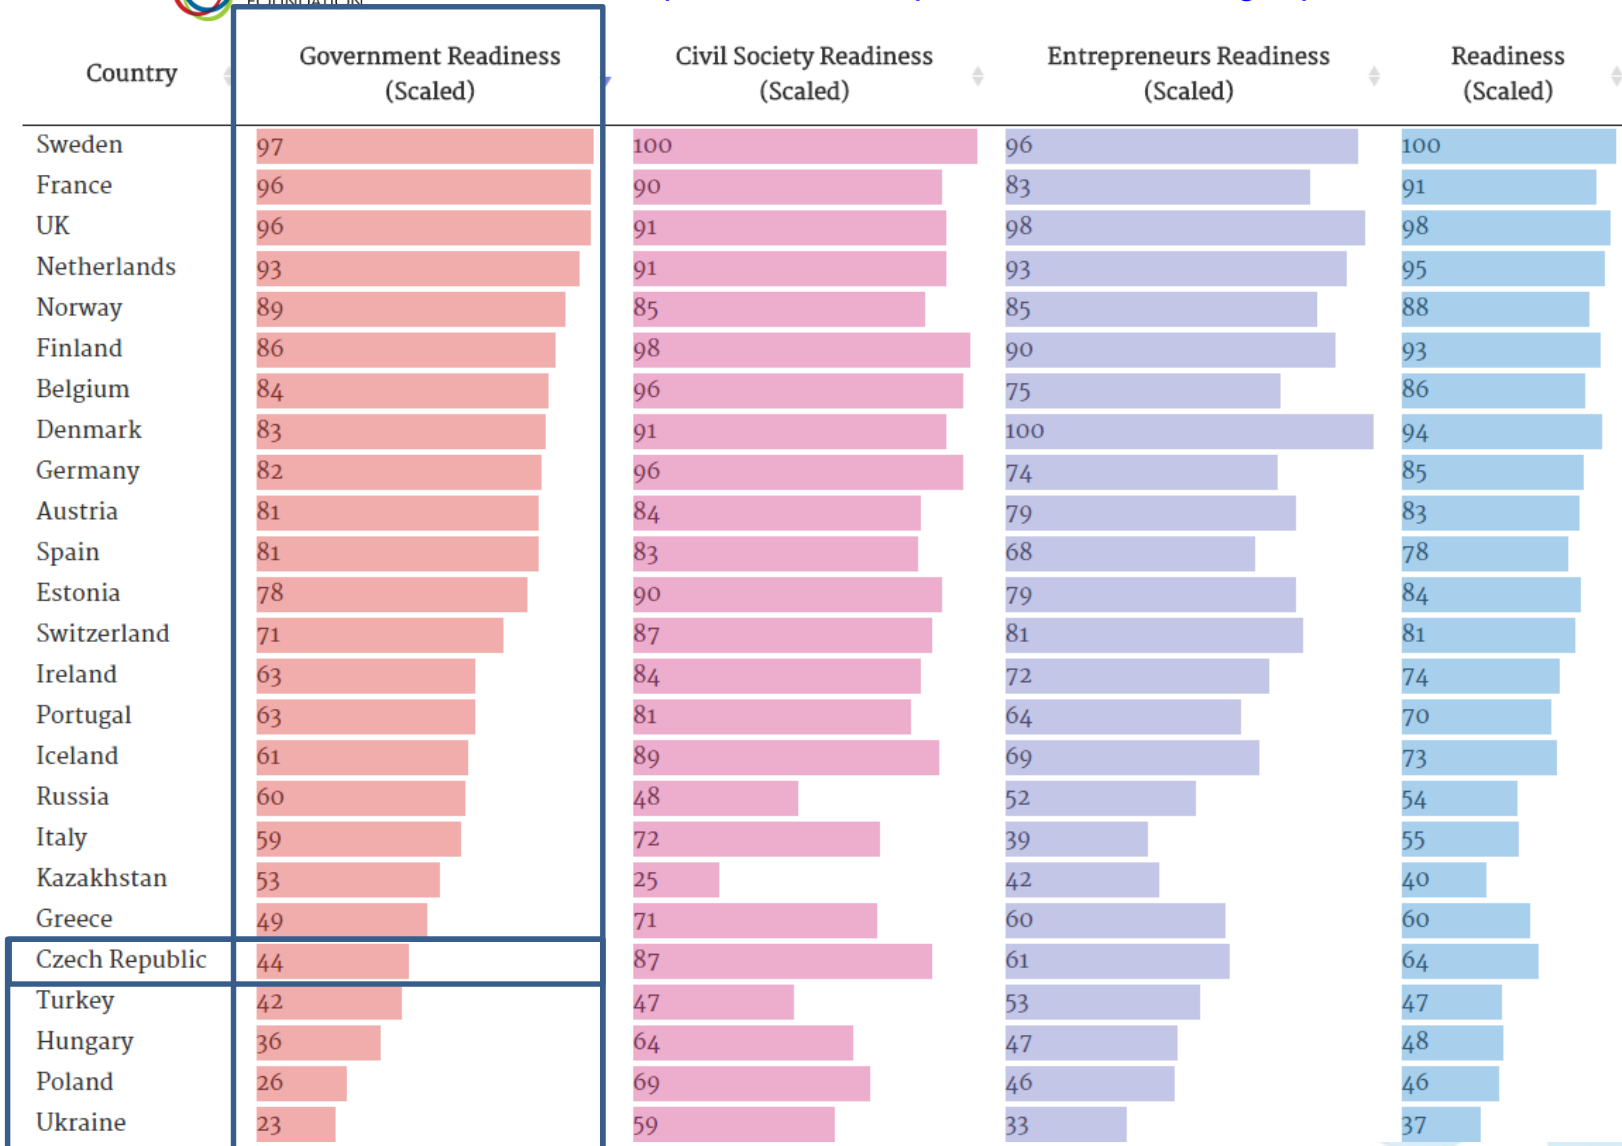 Country Government Readiness (Scaled) Civil Society Readiness (Scaled) Entrepreneurs Readiness (Scaled) Readiness (Scaled)
Sweden 97 100 96 100
France 96 90 83 91
UK 96 91 98 98
Netherlands 93 91 93 95
Norway 89 85 85 88
Finland 86 98 90 93
Belgium 84 96 75 86
Denmark 83 91 100 94
Germany 82 96 74 85
Austria 81 84 79 83
Spain 81 83 68 78
Estonia 78 90 79 84
Switzerland 71 87 81 81
Ireland 63 84 72 74
Portugal 63 81 64 70
Iceland 61 89 69 73
Russia 60 48 52 54
Italy 59 72 39 55
Kazakhstan 53 25 42 40
Greece 49 71 60 60
Czech Republic 44 87 61 64
Turkey 42 47 53 47
Hungary 36 64 47 48
Poland 26 69 46 46
Ukraine 23 59 33 37